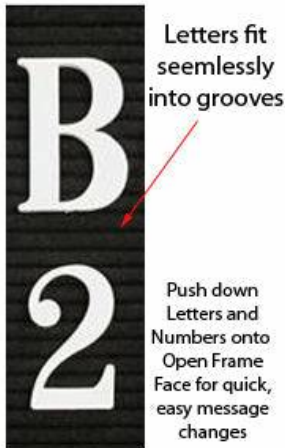 B
2
Letters fit
seemlessly
into grooves
Push down
Letters and
Numbers onto
Open Frame
Face for quick,
easy message
changes